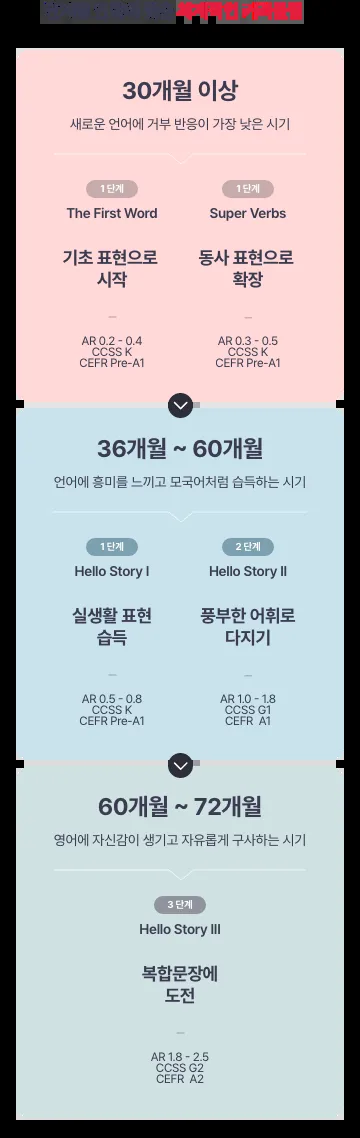 체계적인 커리큘럼
30개월 이상
새로운 언어에 거부 반응이 가장 낮은 시기
1 단계
The First Word
기초 표현으로
시작
–
AR 0.2 - 0.4
CCSS K
CEFR Pre-A1
1 단계
Super Verbs
동사 표현으로
확장
–
AR 0.3 - 0.5
CCSS K
CEFR Pre-A1
36개월 ~ 60개월
언어에 흥미를 느끼고 모국어처럼 습득하는 시기
1 단계
Hello Story I
실생활 표현
습득
–
AR 0.5 - 0.8
CCSS K
CEFR Pre-A1
2 단계
Hello Story II
풍부한 어휘로
다지기
–
AR 1.0 - 1.8
CCSS G1
CEFR A1
60개월 ~ 72개월
영어에 자신감이 생기고 자유롭게 구사하는 시기
3 단계
Hello Story III
복합문장에
도전
–
AR 1.8 - 2.5
CCSS G2
CEFR A2